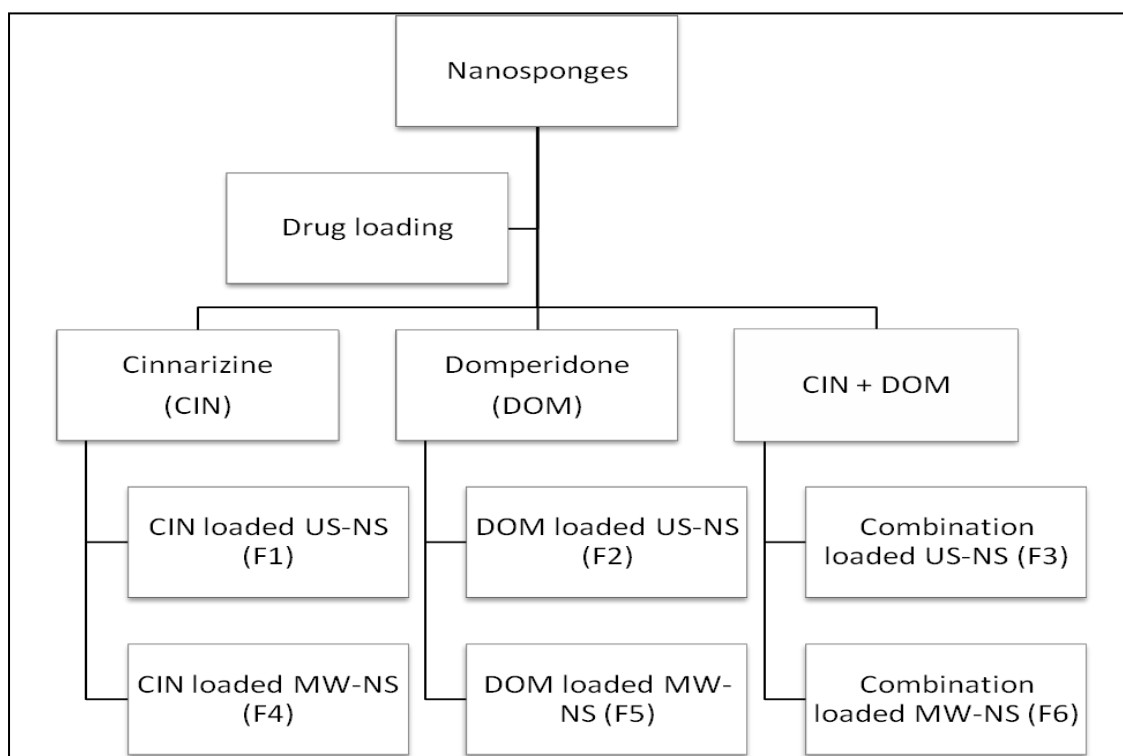 Nanosponges
Drug loading
Cinnarizine
(CIN)
Domperidone
(DOM)
CIN + DOM
CIN loaded US-NS
(F1)
DOM loaded US-NS
(F2)
Combination
loaded US-NS (F3)
CIN loaded MW-NS
(F4)
DOM loaded MW-
NS (F5)
Combination
loaded MW-NS (F6)